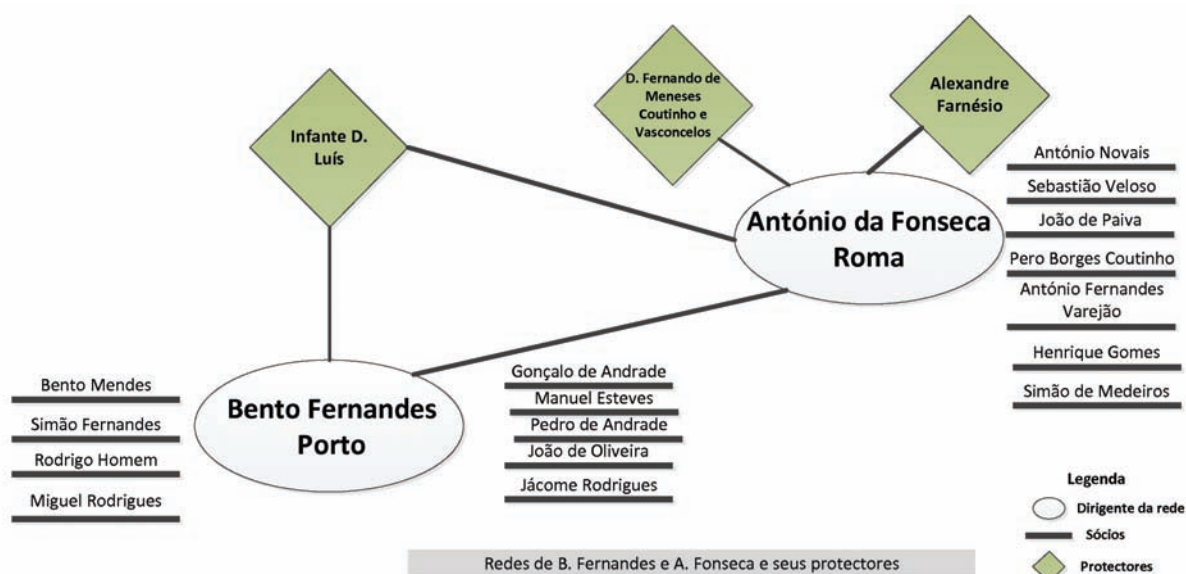 D. Fernando de
Meneses
Coutinho e
Vasconcelos
Alexandre
Farnésio
Infante D.
Luís
António da Fonseca
Roma
António Novais
Sebastião Veloso
João de Paiva
Pero Borges Coutinho
António Fernandes
Varejão
Henrique Gomes
Simão de Medeiros
Bento Mendes
Simão Fernandes
Rodrigo Homem
Miguel Rodrigues
Bento Fernandes
Porto
Gonçalo de Andrade
Manuel Esteves
Pedro de Andrade
João de Oliveira
Jácome Rodrigues
Legenda
Dirigente da rede
Sócios
Protectores
Redes de B. Fernandes e A. Fonseca e seus protectores